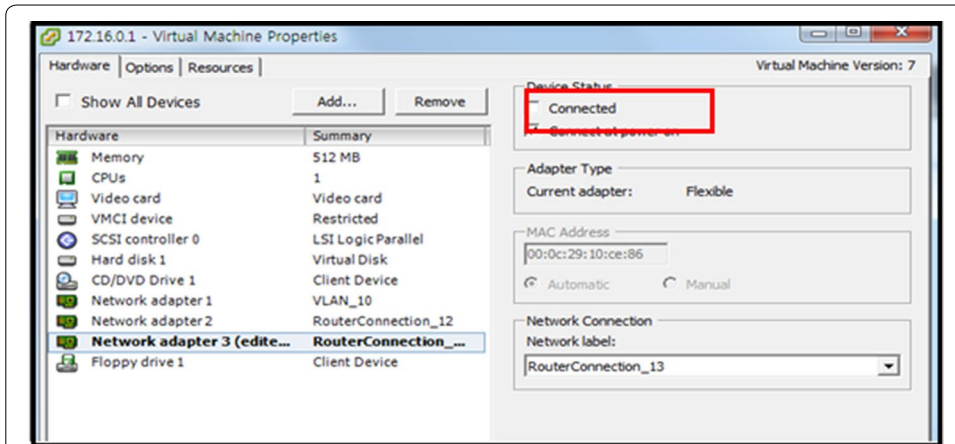 172.16.0.1 - Virtual Machine Properties
Hardware Options Resources
Virtual Machine Version: 7
Show All Devices
Add...
Remove
Hardware Summary
Memory 512 MB
CPUs 1
Video card Video card
VMCI device Restricted
SCSI controller 0 LSI Logic Parallel
Hard disk 1 Virtual Disk
CD/DVD Drive 1 Client Device
Network adapter 1 VLAN_10
Network adapter 2 RouterConnection_12
Network adapter 3 (edite... RouterConnection_...
Floppy drive 1 Client Device
Device Status
Connected
Connect at power on
Adapter Type
Current adapter: Flexible
MAC Address
00:0c:29:10:ce:86
Automatic Manual
Network Connection
Network label:
RouterConnection_13